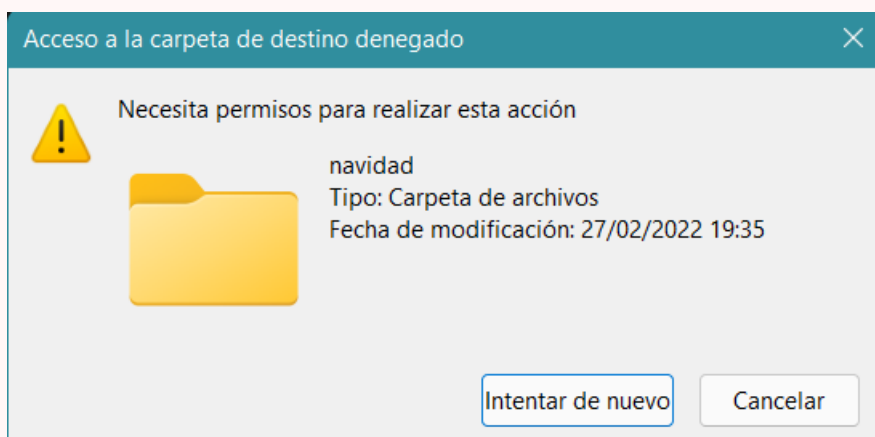 Acceso a la carpeta de destino denegado
Necesita permisos para realizar esta acción
navidad
Tipo: Carpeta de archivos
Fecha de modificación: 27/02/2022 19:35
Intentar de nuevo
Cancelar